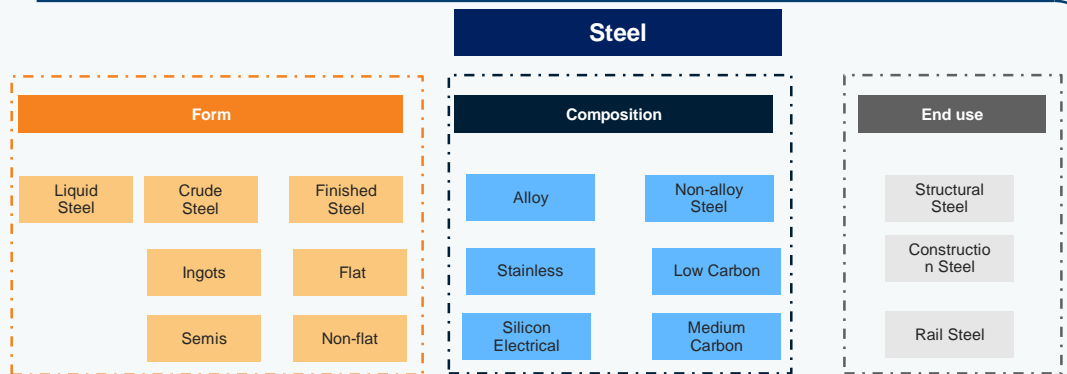 Steel
Form
Composition
End use
Liquid
Steel
Crude
Steel
Finished
Steel
Alloy
Non-alloy
Steel
Structural
Steel
Ingots
Flat
Stainless
Low Carbon
Constructio
n Steel
Semis
Non-flat
Silicon
Electrical
Medium
Carbon
Rail Steel